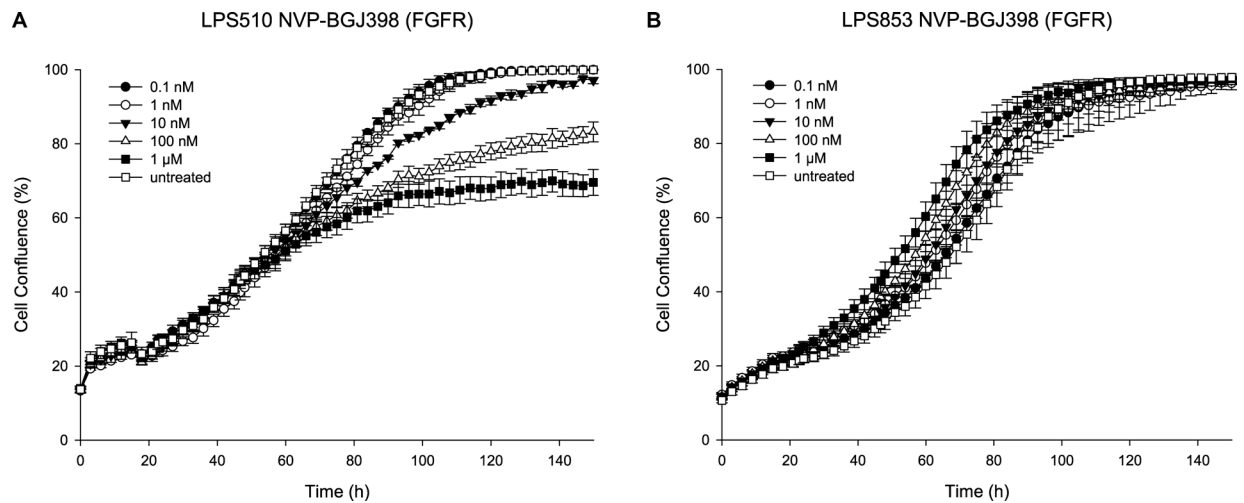 A
LPS510 NVP-BGJ398 (FGFR)
100
80
60
40
20
0
Cell Confluence (%)
0.1 nM
1 nM
10 nM
100 nM
1 µM
untreated
0 20 40 60 80 100 120 140
Time (h)
B
LPS853 NVP-BGJ398 (FGFR)
100
80
60
40
20
0
Cell Confluence (%)
0.1 nM
1 nM
10 nM
100 nM
1 µM
untreated
0 20 40 60 80 100 120 140
Time (h)